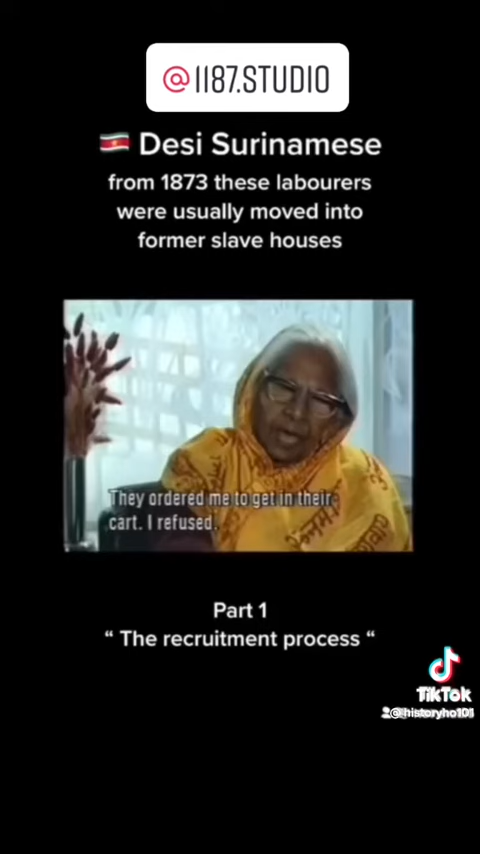 @1187.STUDIO
Desi Surinamese
from 1873 these labourers
were usually moved into
former slave houses
They ordered me to get in their
cart. I refused.
Part 1
“ The recruitment process “
TikTok
@historyho101